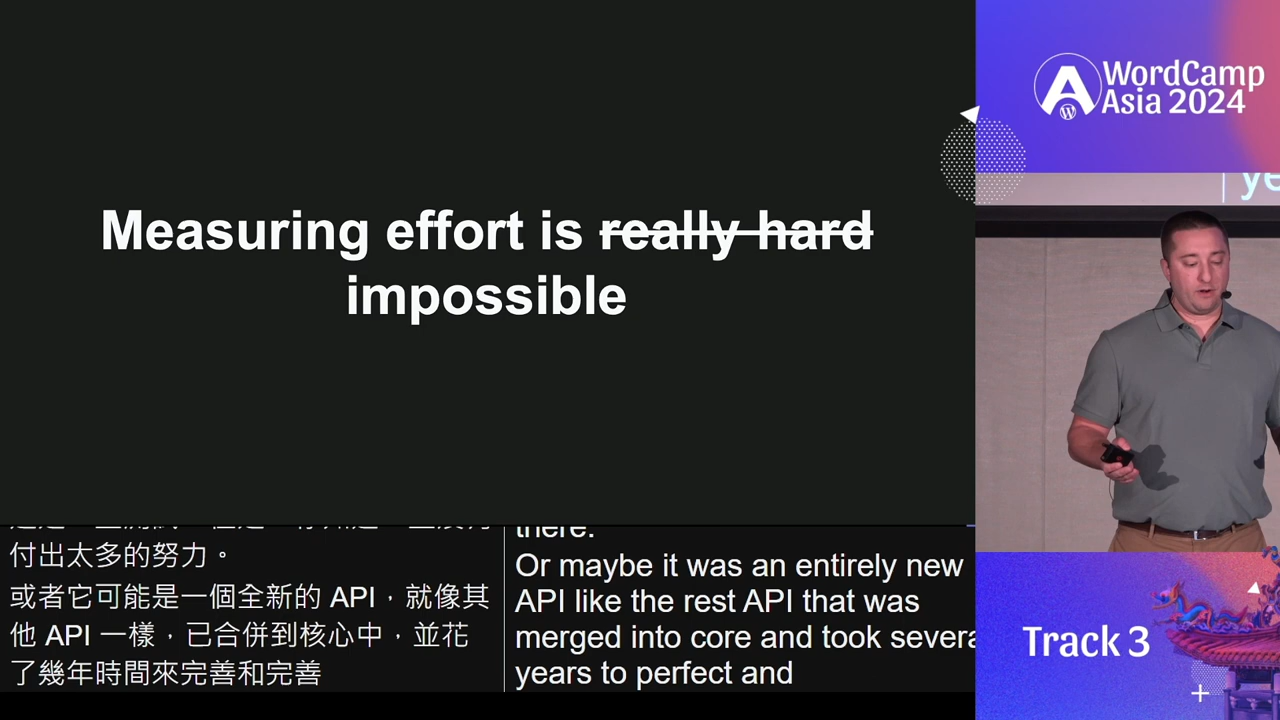 Measuring effort is really hard
impossible
付出太多的努力。
或者它可能是一個全新的 API，就像其
他 API 一樣，已合併到核心中，並花
了幾年時間來完善和完善
there.
Or maybe it was an entirely new
API like the rest API that was
merged into core and took severa
years to perfect and
WordCamp
Asia 2024
ye
Track 3